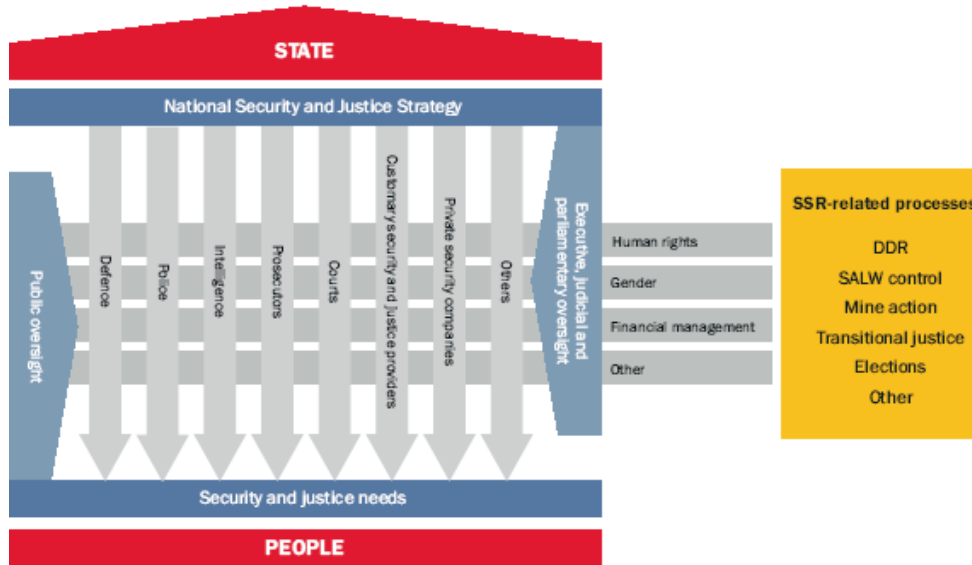 STATE
National Security and Justice Strategy
Public oversight
Defence
Police
Intelligence
Prosecutors
Courts
Customary security and justice providers
Private security companies
Others
Executive, judicial and
parliamentary oversight
Human rights
Gender
Financial management
Other
SSR-related processes
DDR
SALW control
Mine action
Transitional justice
Elections
Other
Security and justice needs
PEOPLE